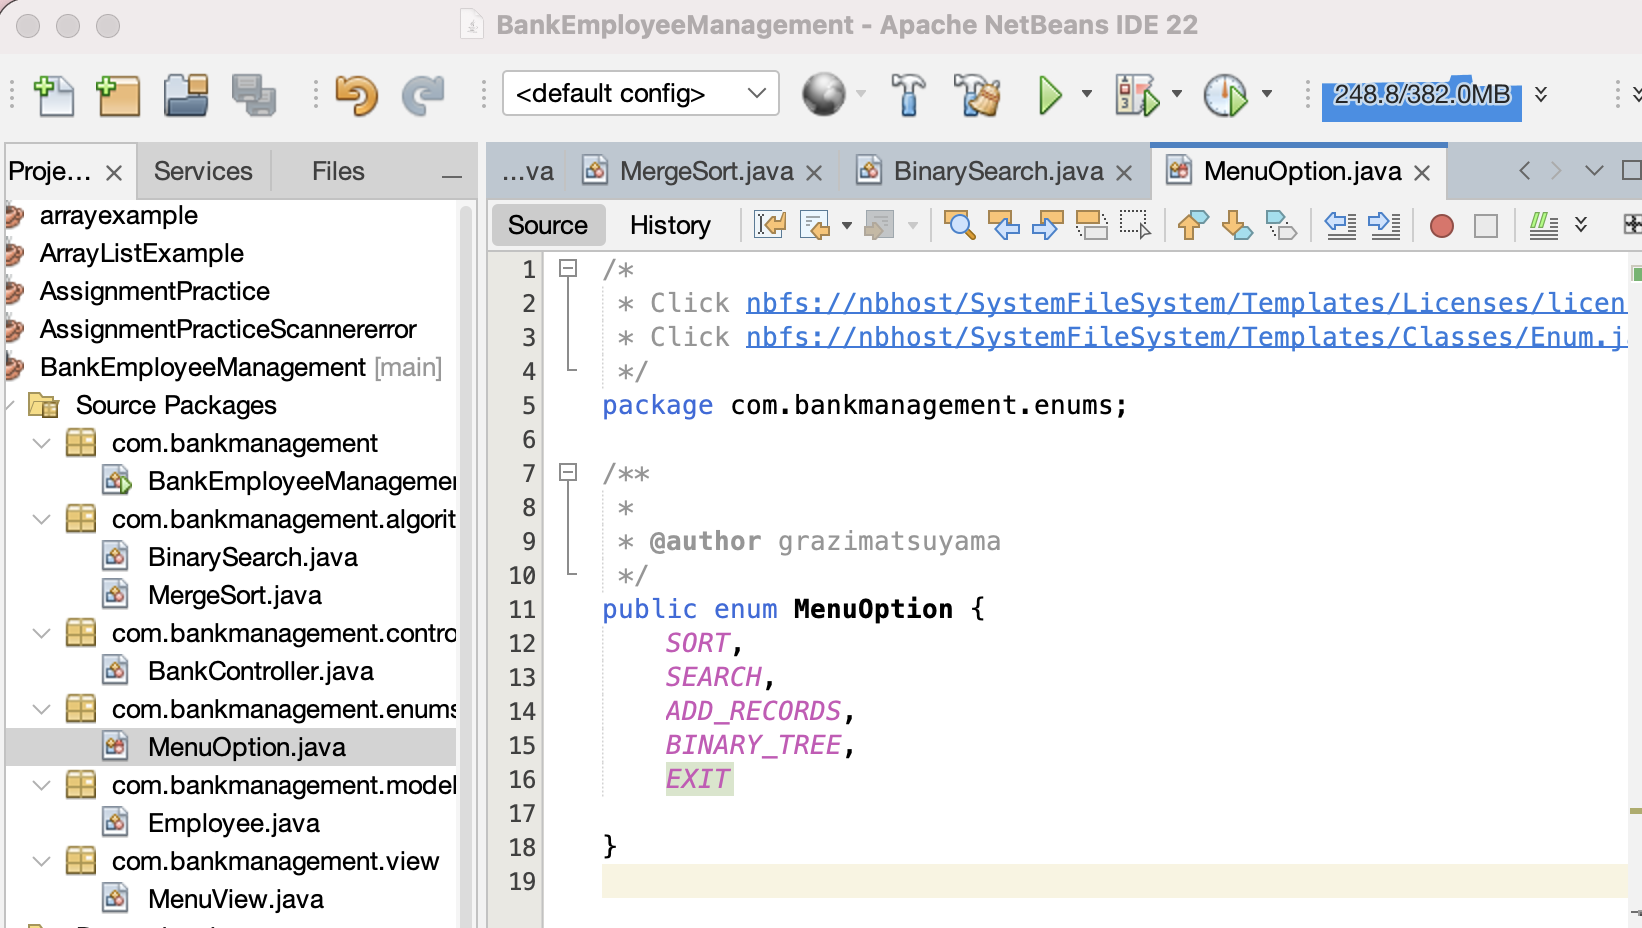 BankEmployeeManagement - Apache NetBeans IDE 22
<default config>
248.8/382.0MB
Proje... Services Files
...va MergeSort.java BinarySearch.java MenuOption.java
Source History
arrayexample
ArrayListExample
AssignmentPractice
AssignmentPracticeScannererror
BankEmployeeManagement [main]
Source Packages
com.bankmanagement
BankEmployeeManagemen
com.bankmanagement.algorit
BinarySearch.java
MergeSort.java
com.bankmanagement.contro
BankController.java
com.bankmanagement.enums
MenuOption.java
com.bankmanagement.model
Employee.java
com.bankmanagement.view
MenuView.java
1 /*
2 * Click nbfs://nbhost/SystemFileSystem/Templates/Licenses/licen
3 * Click nbfs://nbhost/SystemFileSystem/Templates/Classes/Enum.j
4 */
5 package com.bankmanagement.enums;
6
7 /**
8 *
9 * @author grazimatsuyama
10 */
11 public enum MenuOption {
12 SORT,
13 SEARCH,
14 ADD_RECORDS,
15 BINARY_TREE,
16 EXIT
17
18 }
19